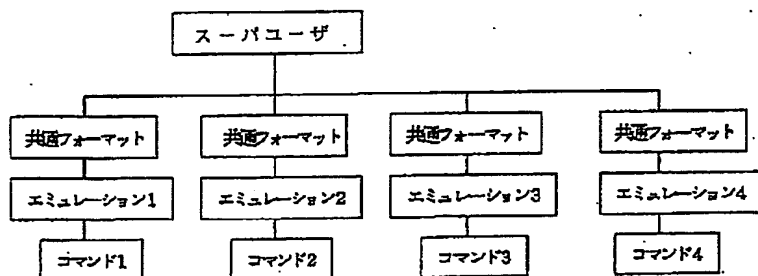 スーパユーザ
共通フォーマット
共通フォーマット
共通フォーマット
共通フォーマット
エミュレーション1
エミュレーション2
エミュレーション3
エミュレーション4
コマンド1
コマンド2
コマンド3
コマンド4